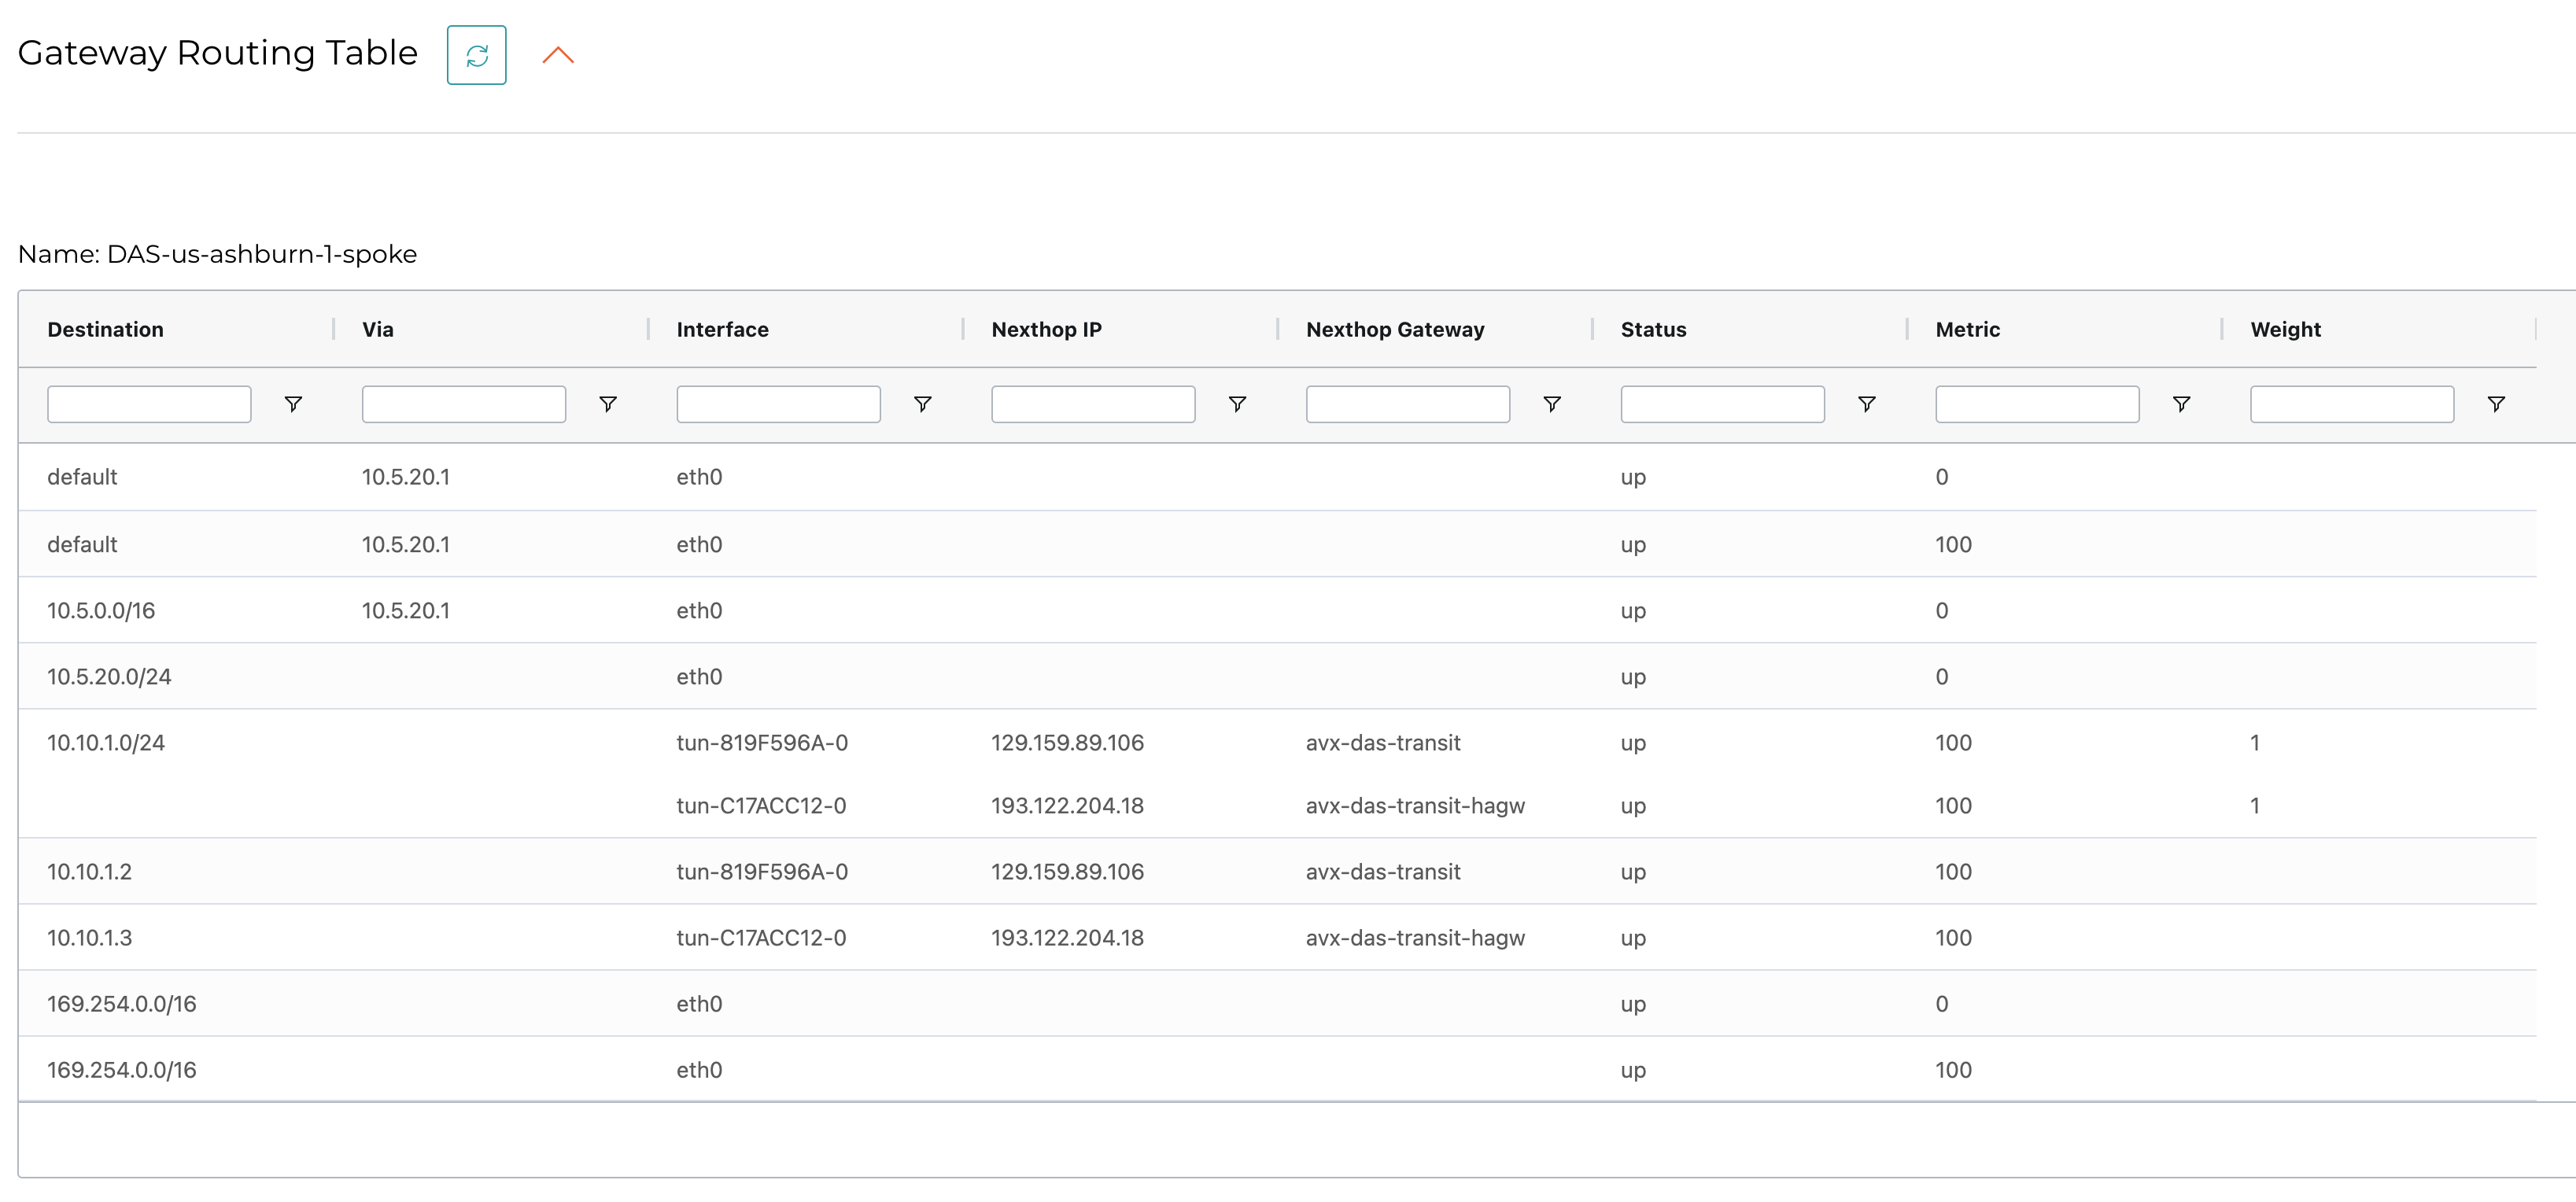 Gateway Routing Table
Name: DAS-us-ashburn-1-spoke
Destination Via Interface Nexthop IP Nexthop Gateway Status Metric Weight
default 10.5.20.1 eth0 up 0
default 10.5.20.1 eth0 up 100
10.5.0.0/16 10.5.20.1 eth0 up 0
10.5.20.0/24 eth0 up 0
10.10.1.0/24 tun-819F596A-0 129.159.89.106 avx-das-transit up 100 1
tun-C17ACC12-0 193.122.204.18 avx-das-transit-hagw up 100 1
10.10.1.2 tun-819F596A-0 129.159.89.106 avx-das-transit up 100
10.10.1.3 tun-C17ACC12-0 193.122.204.18 avx-das-transit-hagw up 100
169.254.0.0/16 eth0 up 0
169.254.0.0/16 eth0 up 100